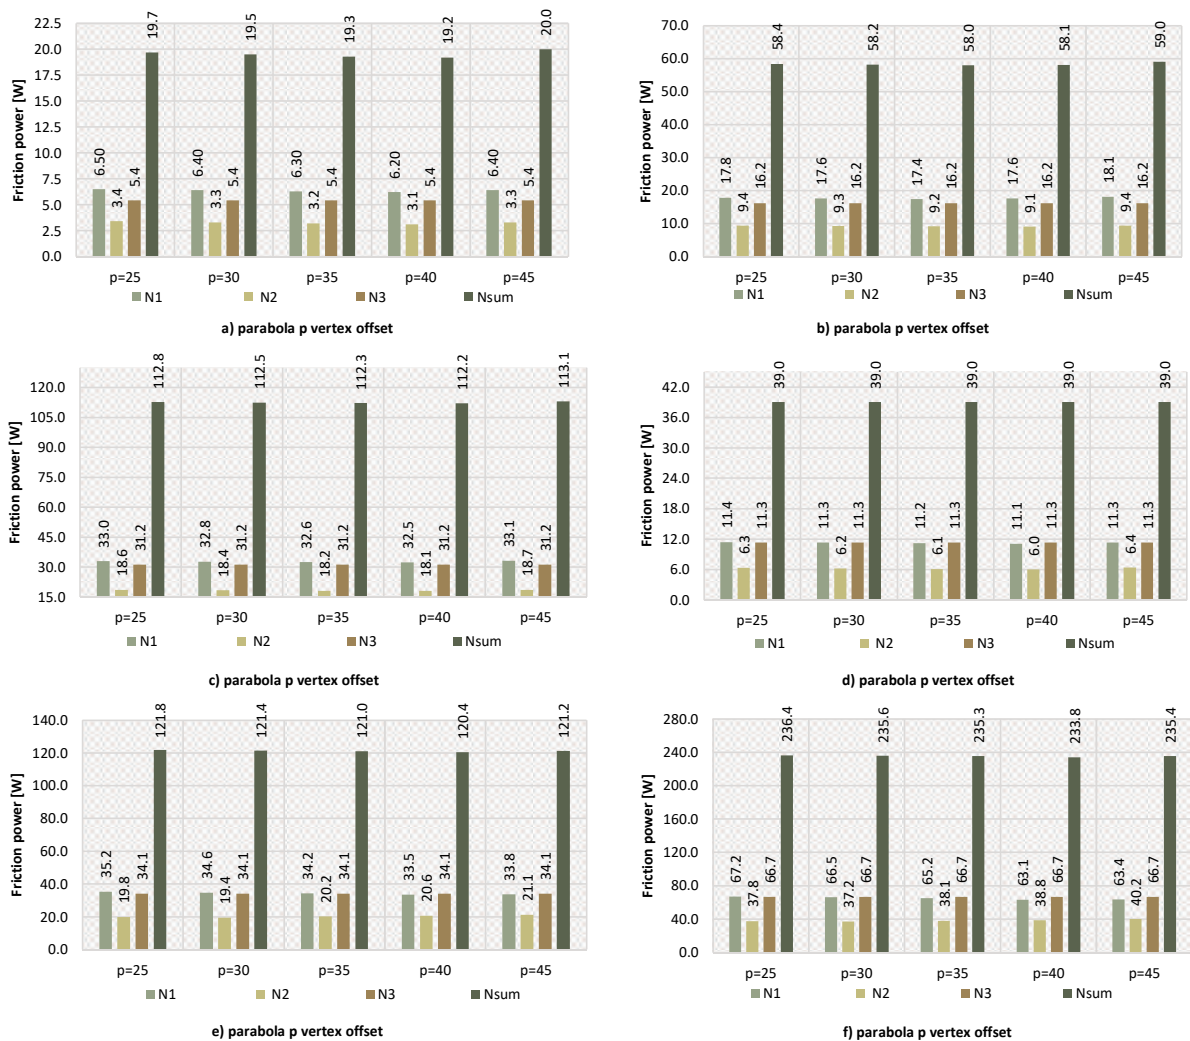 Friction power [W]
22.5
20.0
17.5
15.0
12.5
10.0
7.5
5.0
2.5
0.0
6.50 3.4 5.4 19.7
6.40 3.3 5.4 19.5
6.30 3.2 5.4 19.3
6.20 3.1 5.4 19.2
6.40 3.3 5.4 20.0
p=25 p=30 p=35 p=40 p=45
N1 N2 N3 Nsum
a) parabola p vertex offset
Friction power [W]
70.0
60.0
50.0
40.0
30.0
20.0
10.0
0.0
17.8 9.4 16.2 58.4
17.6 9.3 16.2 58.2
17.4 9.2 16.2 58.0
17.6 9.1 16.2 58.1
18.1 9.4 16.2 59.0
p=25 p=30 p=35 p=40 p=45
N1 N2 N3 Nsum
b) parabola p vertex offset
Friction power [W]
120.0
105.0
90.0
75.0
60.0
45.0
30.0
15.0
33.0 18.6 31.2 112.8
32.8 18.4 31.2 112.5
32.6 18.2 31.2 112.3
32.5 18.1 31.2 112.2
33.1 18.7 31.2 113.1
p=25 p=30 p=35 p=40 p=45
N1 N2 N3 Nsum
c) parabola p vertex offset
Friction power [W]
42.0
36.0
30.0
24.0
18.0
12.0
6.0
0.0
11.4 6.3 11.3 39.0
11.3 6.2 11.3 39.0
11.2 6.1 11.3 39.0
11.1 6.0 11.3 39.0
11.3 6.4 11.3 39.0
p=25 p=30 p=35 p=40 p=45
N1 N2 N3 Nsum
d) parabola p vertex offset
Friction power [W]
140.0
120.0
100.0
80.0
60.0
40.0
20.0
0.0
35.2 19.8 34.1 121.8
34.6 19.4 34.1 121.4
34.2 20.2 34.1 121.0
33.5 20.6 34.1 120.4
33.8 21.1 34.1 121.2
p=25 p=30 p=35 p=40 p=45
N1 N2 N3 Nsum
e) parabola p vertex offset
Friction power [W]
280.0
240.0
200.0
160.0
120.0
80.0
40.0
0.0
67.2 37.8 66.7 236.4
66.5 37.2 66.7 235.6
65.2 38.1 66.7 235.3
63.1 38.8 66.7 233.8
63.4 40.2 66.7 235.4
p=25 p=30 p=35 p=40 p=45
N1 N2 N3 Nsum
f) parabola p vertex offset